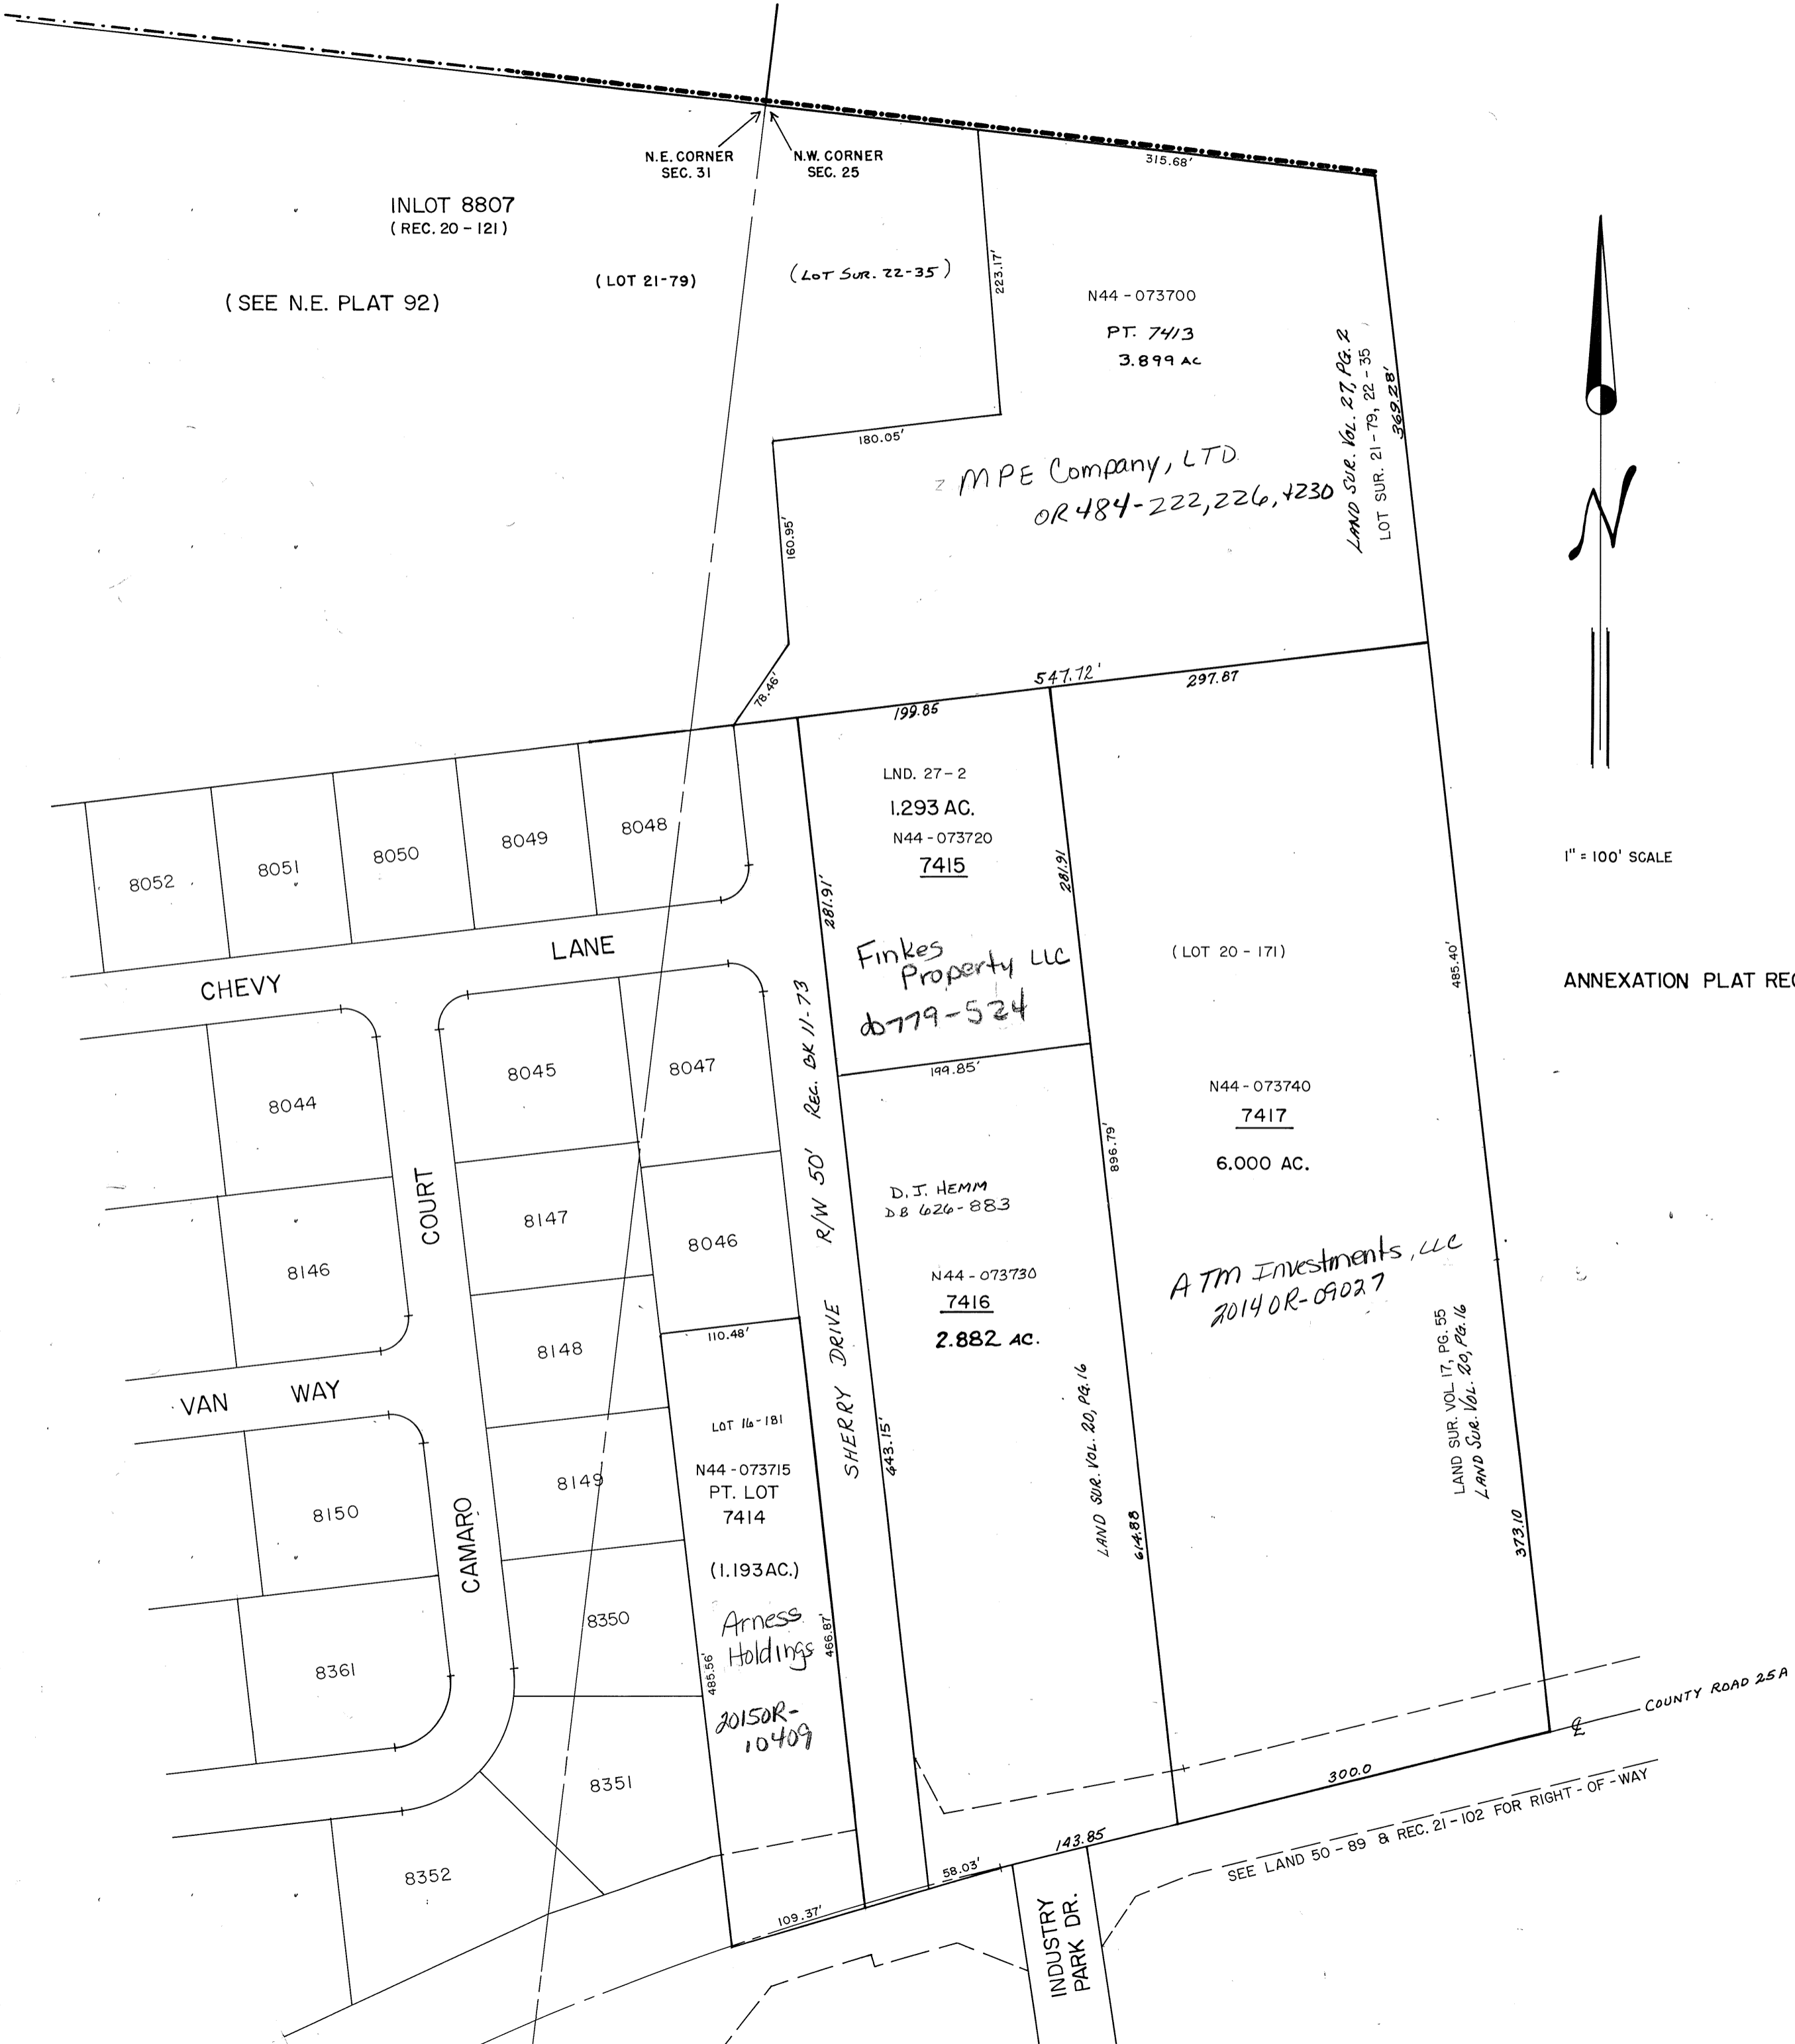 N.E. CORNER
SEC. 31
N.W. CORNER
SEC. 25
315.68'
INLOT 8807
(REC. 20-121)
(LOT 21-79)
(LOT SUR. 22-35)
(SEE N.E. PLAT 92)
223.17'
N44-073700
PT. 7413
3.899 AC
LAND SUR. VOL. 27, PG. 2
LOT SUR. 21-79, 22-35
369.28'
180.05'
MPE Company, LTD.
OR 484-222, 226, +230
160.95'
78.46'
N
547.72'
199.85
297.87
LND. 27-2
1.293 AC.
N44-073720
7415
281.91'
281.91
Finkes
Property LLC
db779-524
199.85'
8052
8051
8050
8049
8048
CHEVY
LANE
1" = 100' SCALE
(LOT 20-171)
485.40'
ANNEXATION PLAT REC
8044
8045
8047
R/W 50' REC. BK 11-73
N44-073740
7417
6.000 AC.
896.79'
COURT
8146
8147
8046
D.J. HEMM
DB 626-883
N44-073730
7416
2.882 AC.
ATM Investments, LLC
2014OR-09027
8148
110.48'
SHERRY DRIVE
643.15'
LAND SUR. VOL. 20, PG. 16
614.88
LAND SUR. VOL. 17, PG. 55
LAND SUR. VOL. 20, PG. 16
373.10
VAN WAY
LOT 16-181
N44-073715
PT. LOT
7414
(1.193 AC.)
8149
8150
CAMARO
Arness
Holdings
466.87'
485.56'
2015OR-
10409
8350
8361
8351
8352
COUNTY ROAD 25A
℄
300.0
143.85
58.03'
109.37'
SEE LAND 50-89 & REC. 21-102 FOR RIGHT-OF-WAY
INDUSTRY
PARK DR.